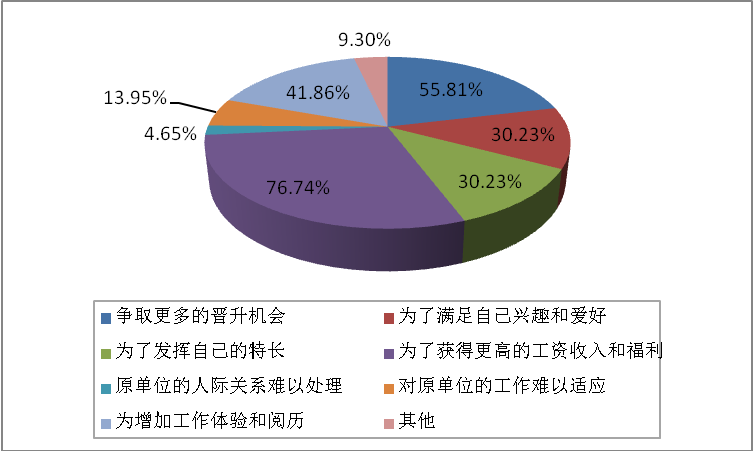 9.30%
55.81%
41.86%
13.95%
4.65%
30.23%
76.74%
30.23%
争取更多的晋升机会
为了满足自己兴趣和爱好
为了发挥自己的特长
为了获得更高的工资收入和福利
原单位的人际关系难以处理
对原单位的工作难以适应
为增加工作体验和阅历
其他